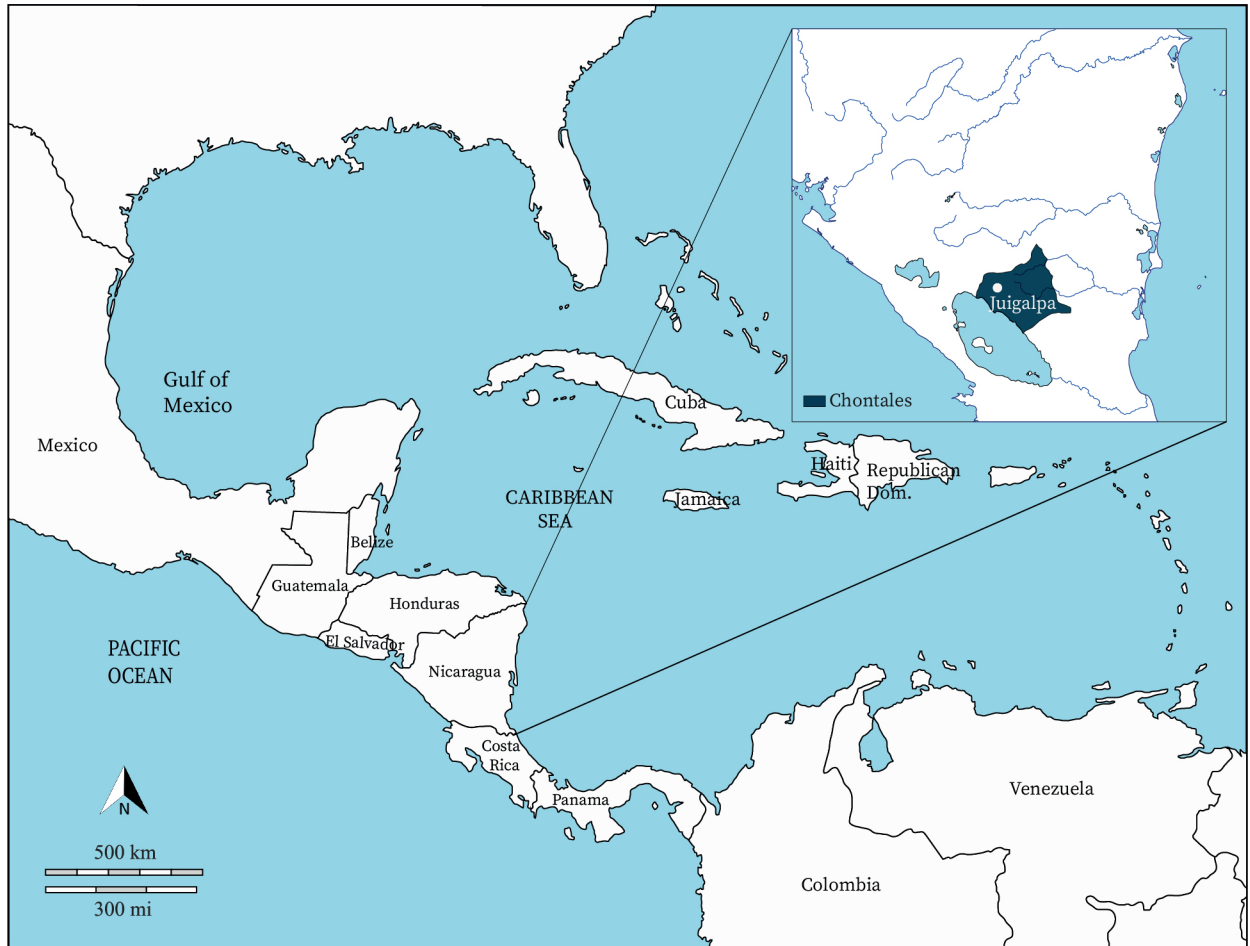 Juigalpa
Chontales
Gulf of
Mexico
Mexico
Cuba
Haiti
Republican
Dom.
Jamaica
CARIBBEAN
SEA
Belize
Guatemala
Honduras
El Salvador
Nicaragua
PACIFIC
OCEAN
Costa
Rica
Panama
Venezuela
Colombia
N
500 km
300 mi